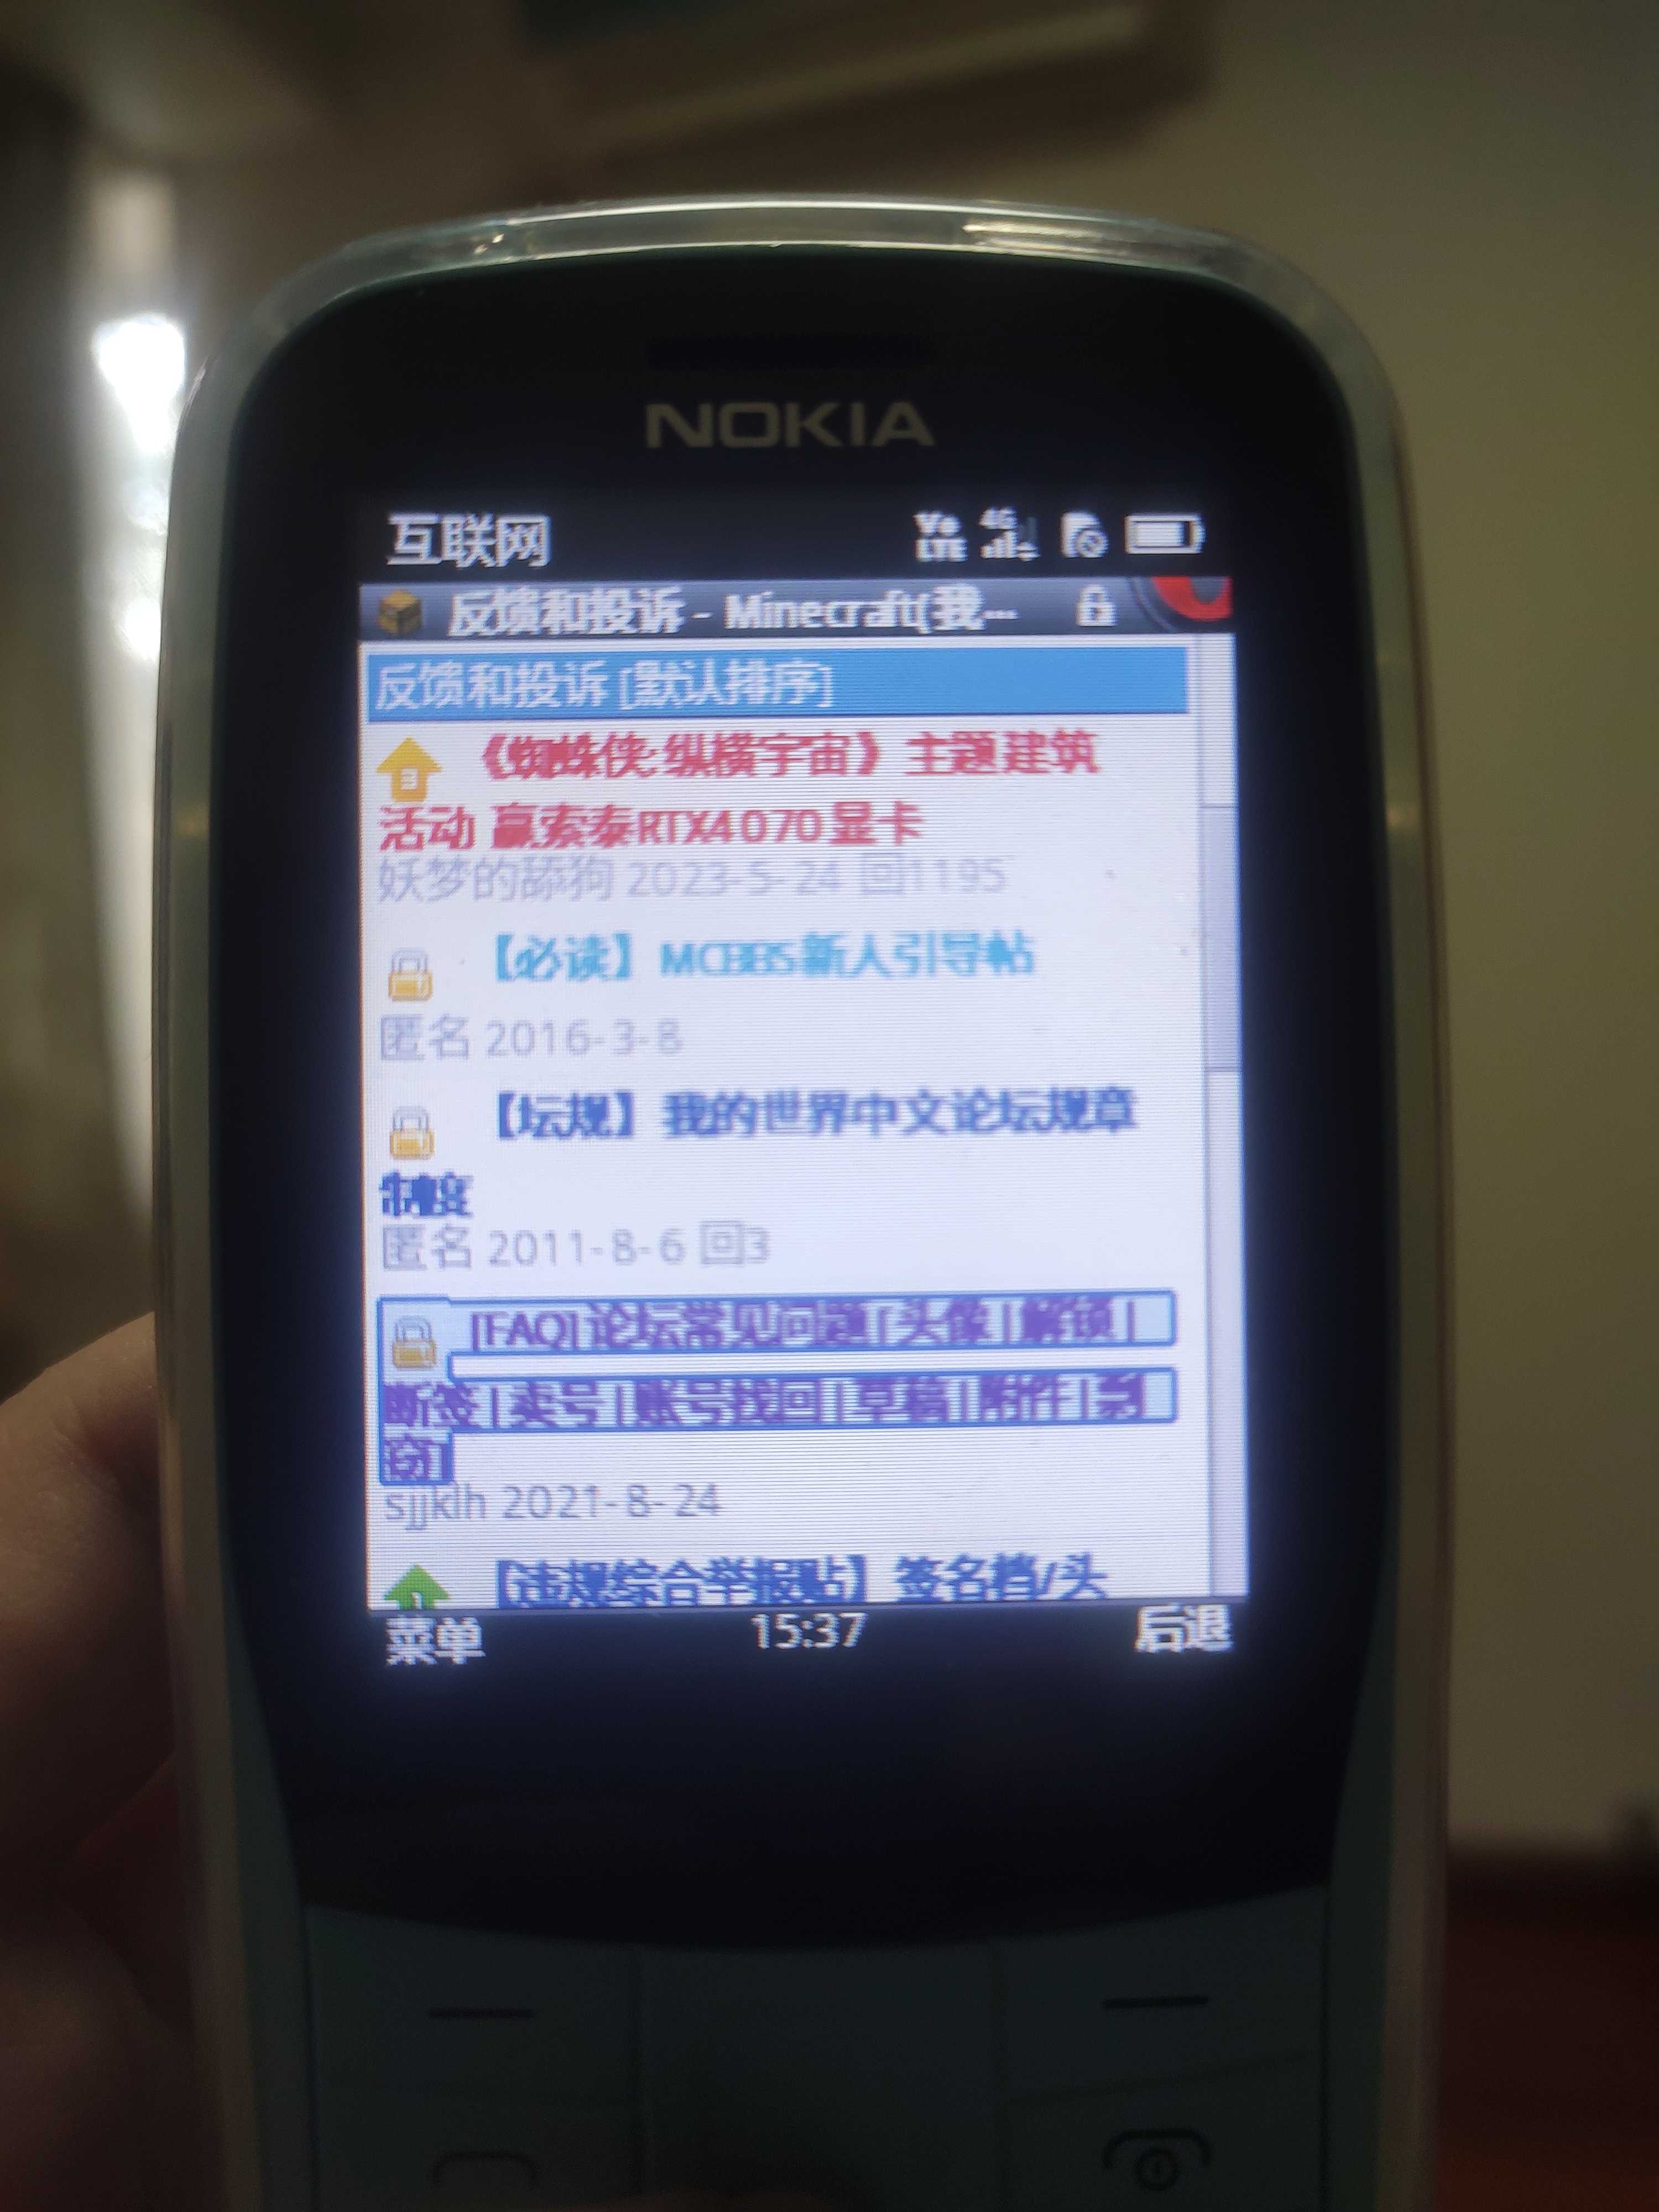 NOKIA
互联网 Vo LTE 4G
反馈和投诉 - Minecraft(我...
反馈和投诉 [默认排序]
3 《蜘蛛侠:纵横宇宙》主题建筑
活动 赢索泰RTX4070显卡
妖梦的舔狗 2023-5-24 回1195
【必读】MCBBS新人引导帖
匿名 2016-3-8
【坛规】我的世界中文论坛规章
制度
匿名 2011-8-6 回3
[FAQ]论坛常见问题[头像|解锁|
断签|卖号|账号找回|草稿|附件|剽
窃]
sjjklh 2021-8-24
1 【违规综合举报贴】签名档/头
菜单 15:37 后退